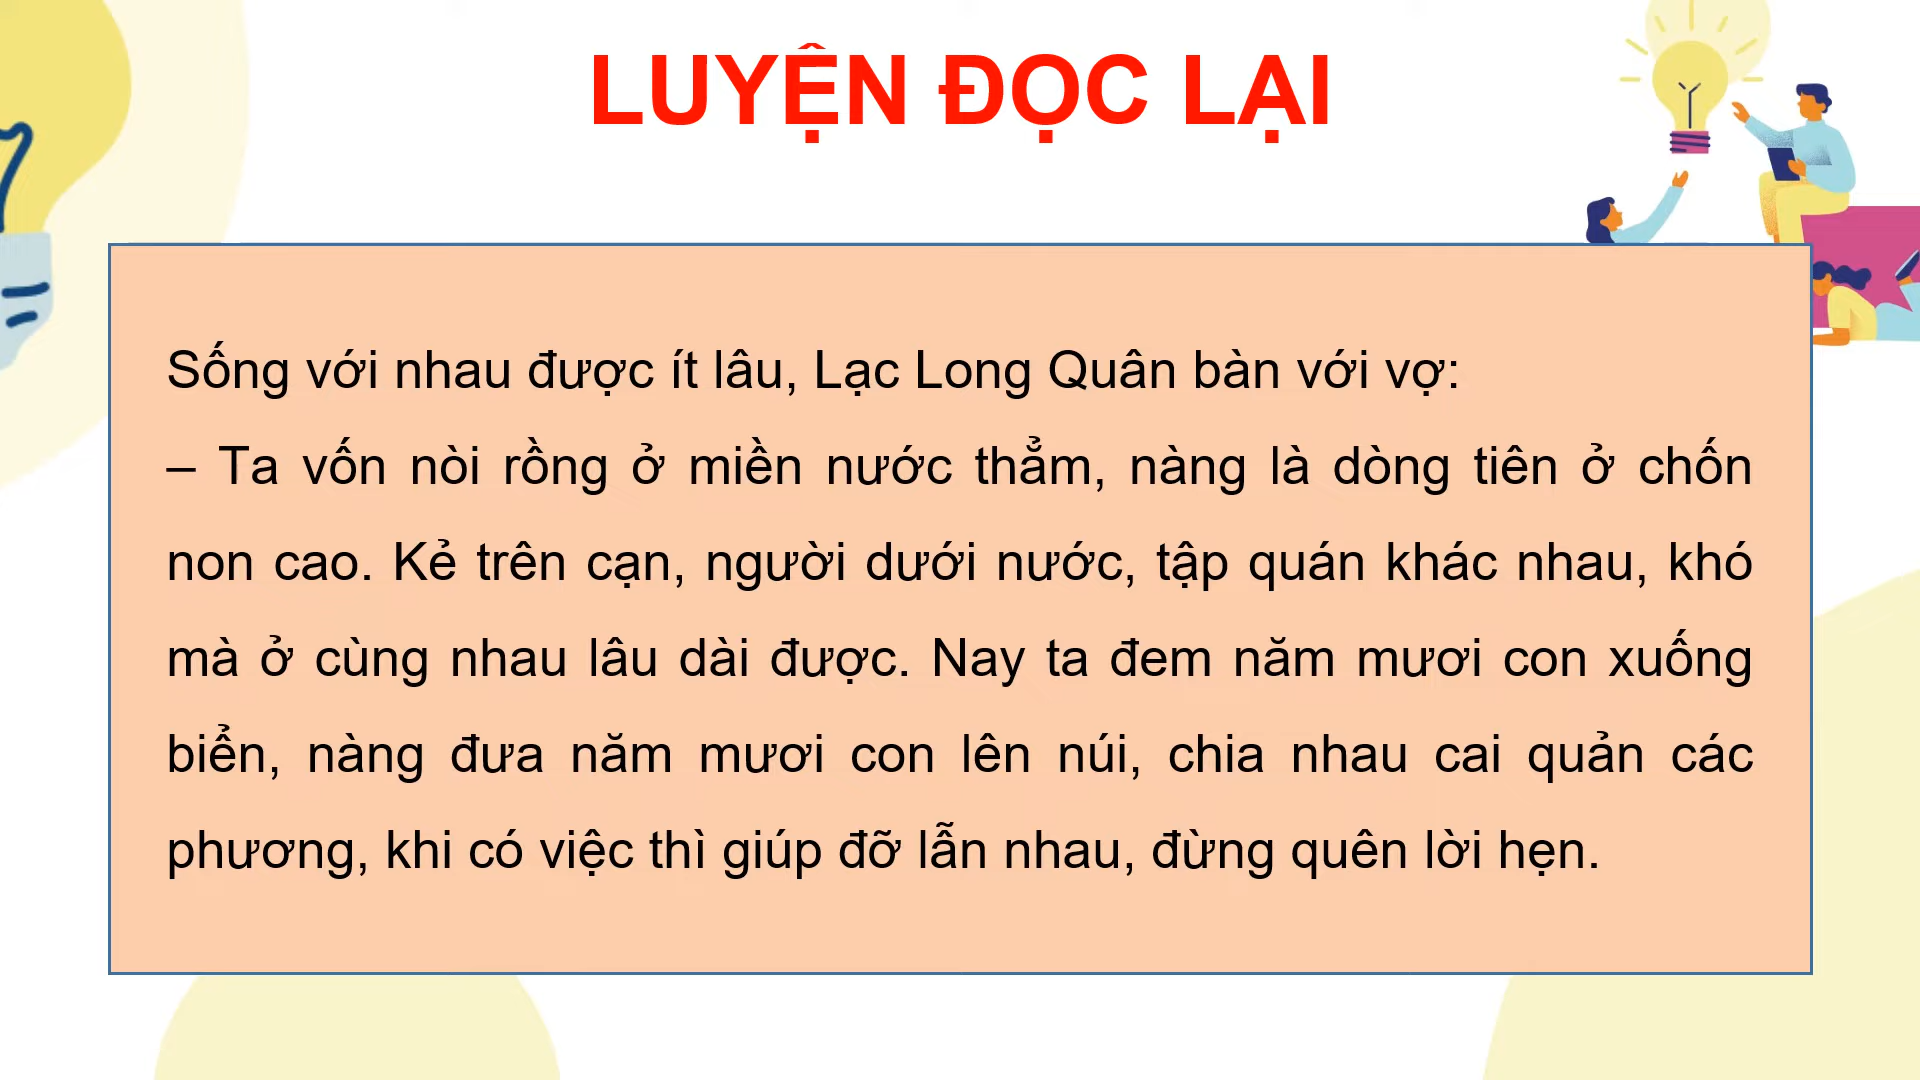 LUYỆN ĐỌC LẠI
Sống với nhau được ít lâu, Lạc Long Quân bàn với vợ:
– Ta vốn nòi rồng ở miền nước thẳm, nàng là dòng tiên ở chốn
non cao. Kẻ trên cạn, người dưới nước, tập quán khác nhau, khó
mà ở cùng nhau lâu dài được. Nay ta đem năm mươi con xuống
biển, nàng đưa năm mươi con lên núi, chia nhau cai quản các
phương, khi có việc thì giúp đỡ lẫn nhau, đừng quên lời hẹn.